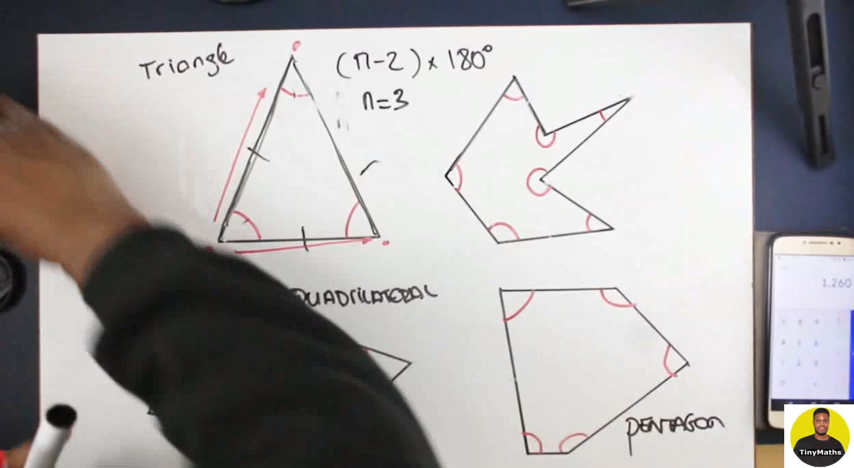 Triangle
(n-2) × 180°
n=3
QUADRILATERAL
PENTAGON
1,260
TinyMaths